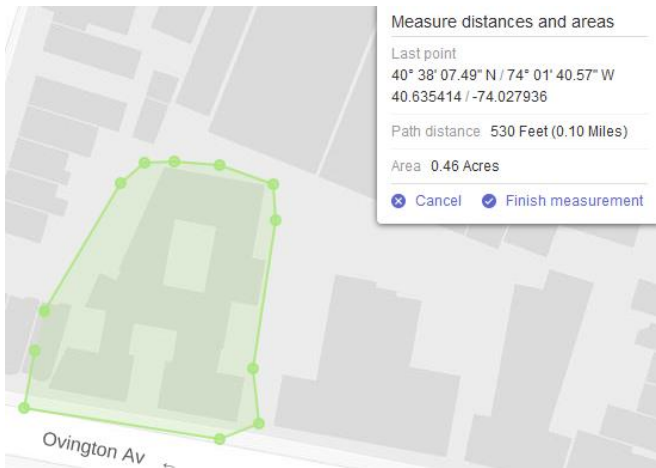 Measure distances and areas
Last point
40° 38' 07.49" N / 74° 01' 40.57" W
40.635414 / -74.027936
Path distance 530 Feet (0.10 Miles)
Area 0.46 Acres
Cancel Finish measurement
Ovington Av ←